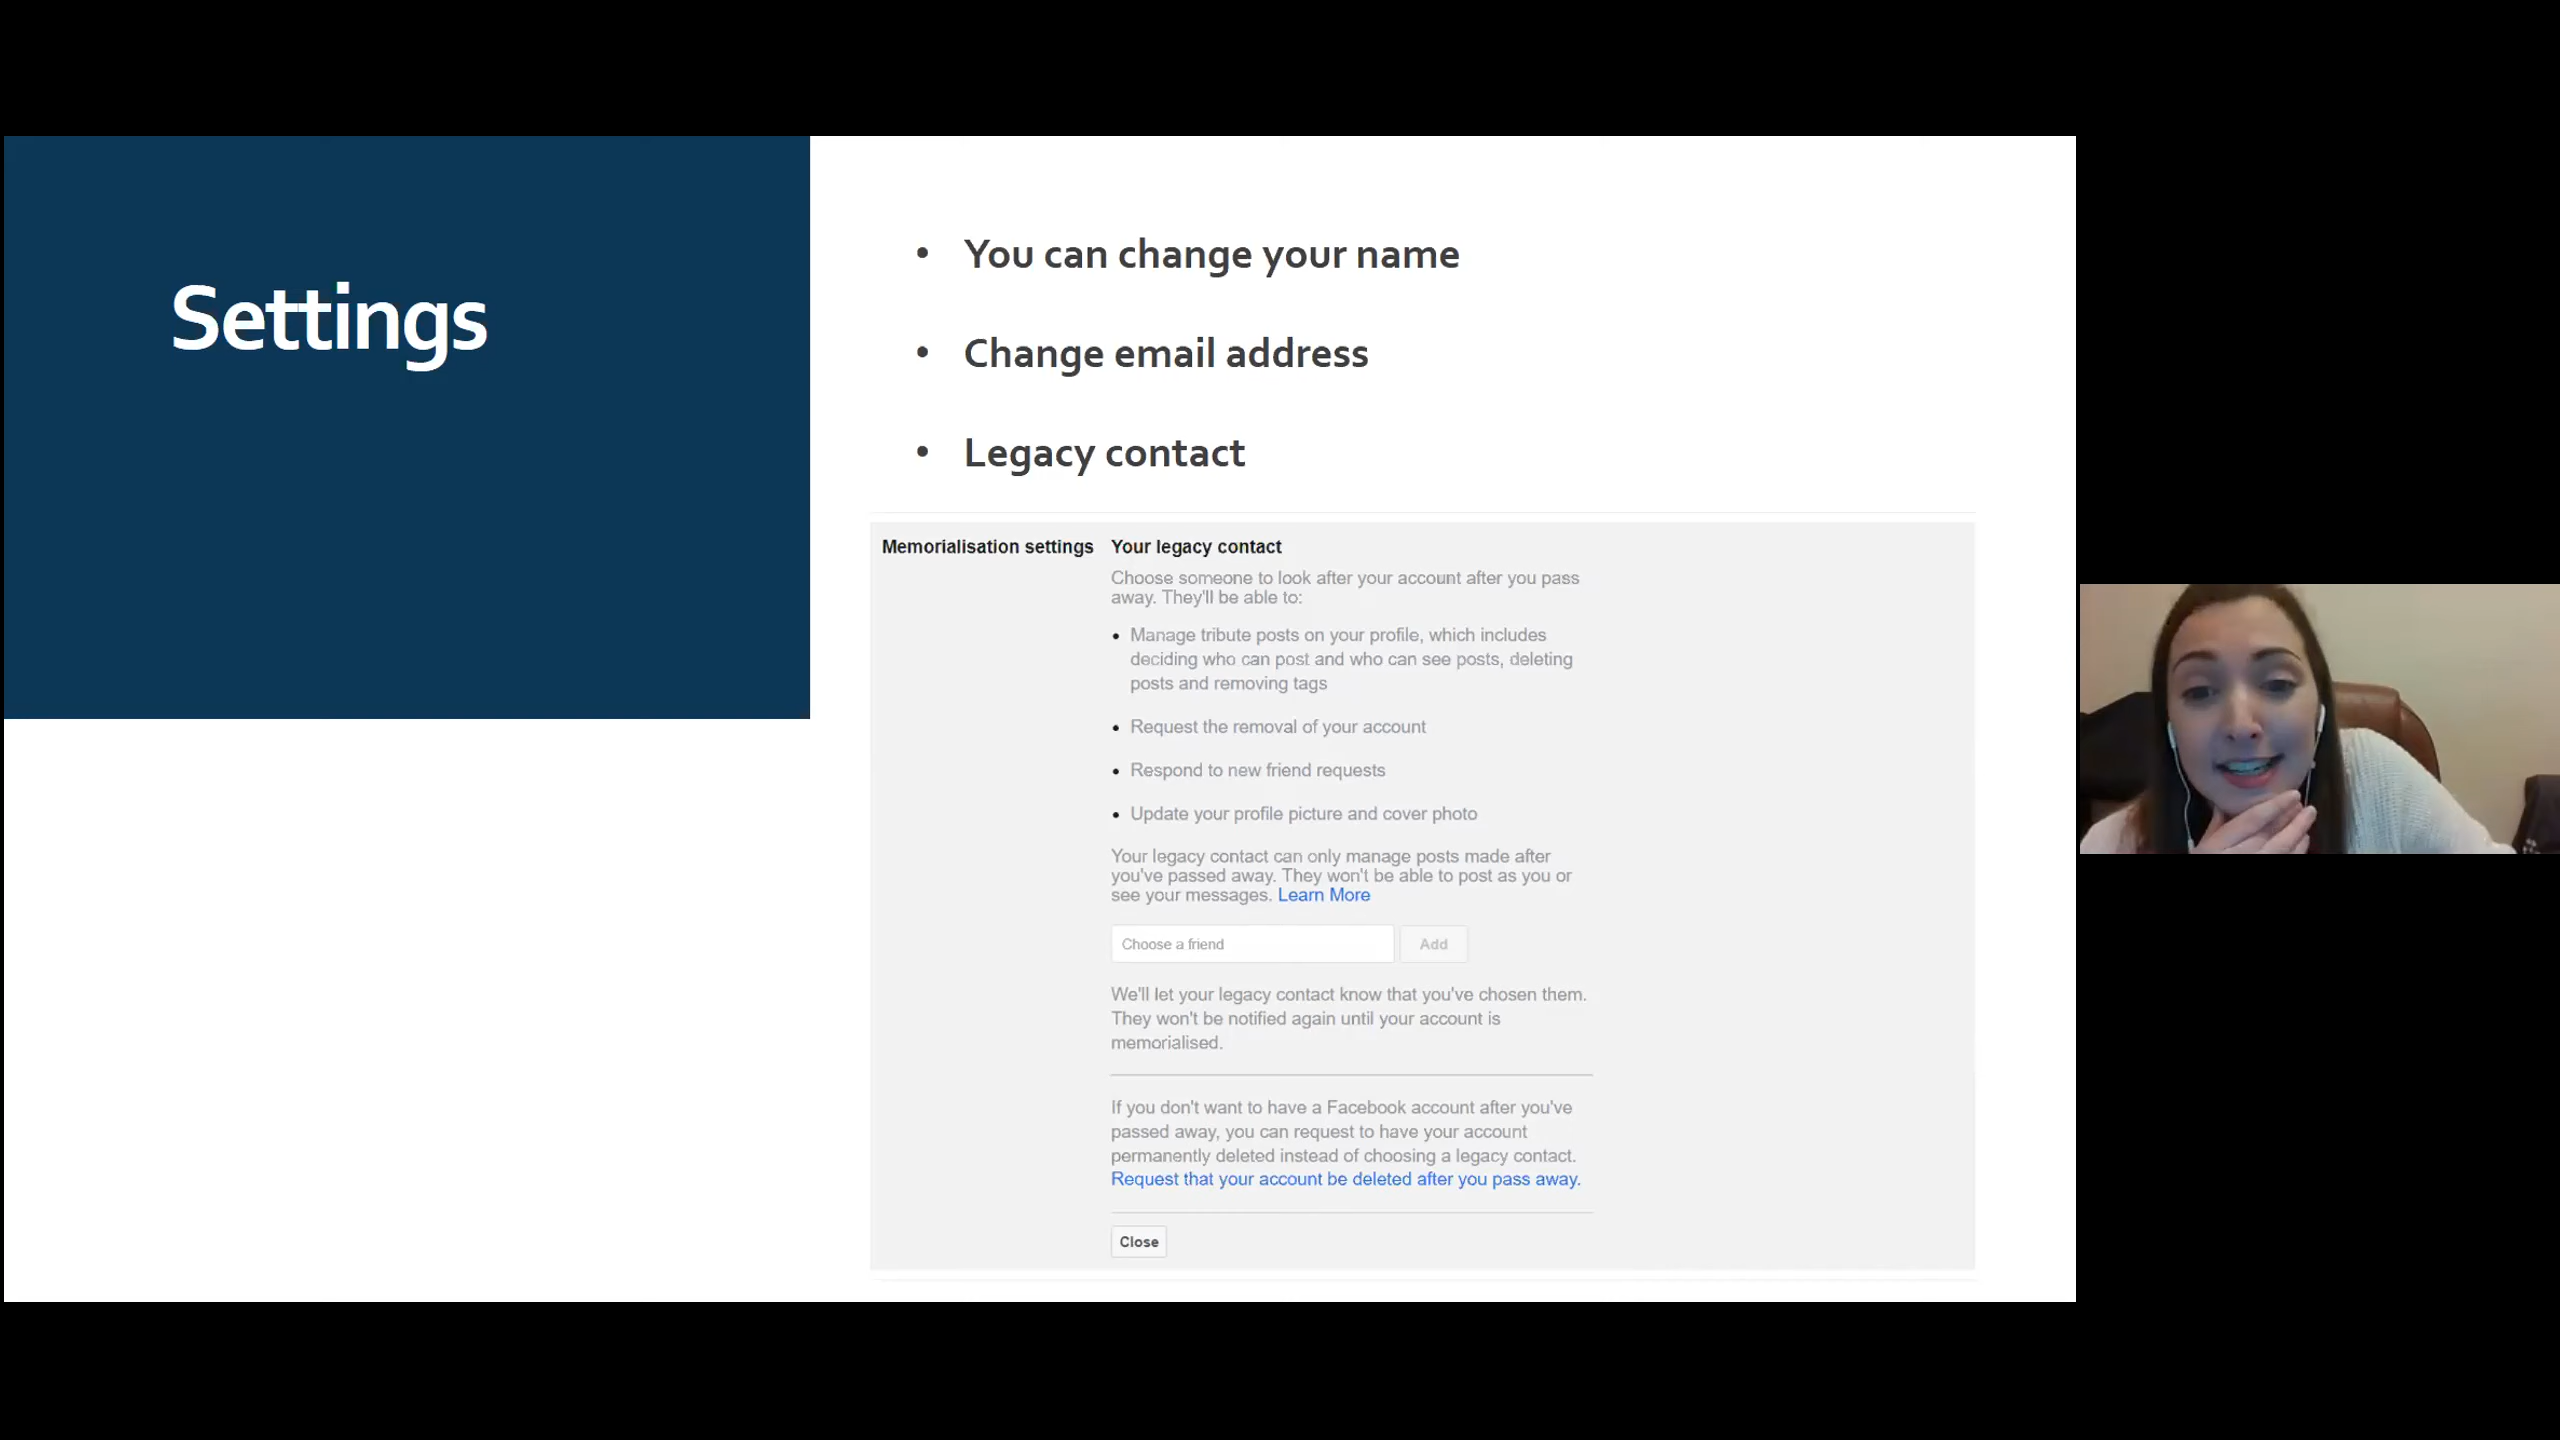 Settings
• You can change your name
• Change email address
• Legacy contact
Memorialisation settings
Your legacy contact
Choose someone to look after your account after you pass
away. They'll be able to:
• Manage tribute posts on your profile, which includes
deciding who can post and who can see posts, deleting
posts and removing tags
• Request the removal of your account
• Respond to new friend requests
• Update your profile picture and cover photo
Your legacy contact can only manage posts made after
you've passed away. They won't be able to post as you or
see your messages. Learn More
Choose a friend
Add
We'll let your legacy contact know that you've chosen them.
They won't be notified again until your account is
memorialised.
If you don't want to have a Facebook account after you've
passed away, you can request to have your account
permanently deleted instead of choosing a legacy contact.
Request that your account be deleted after you pass away.
Close